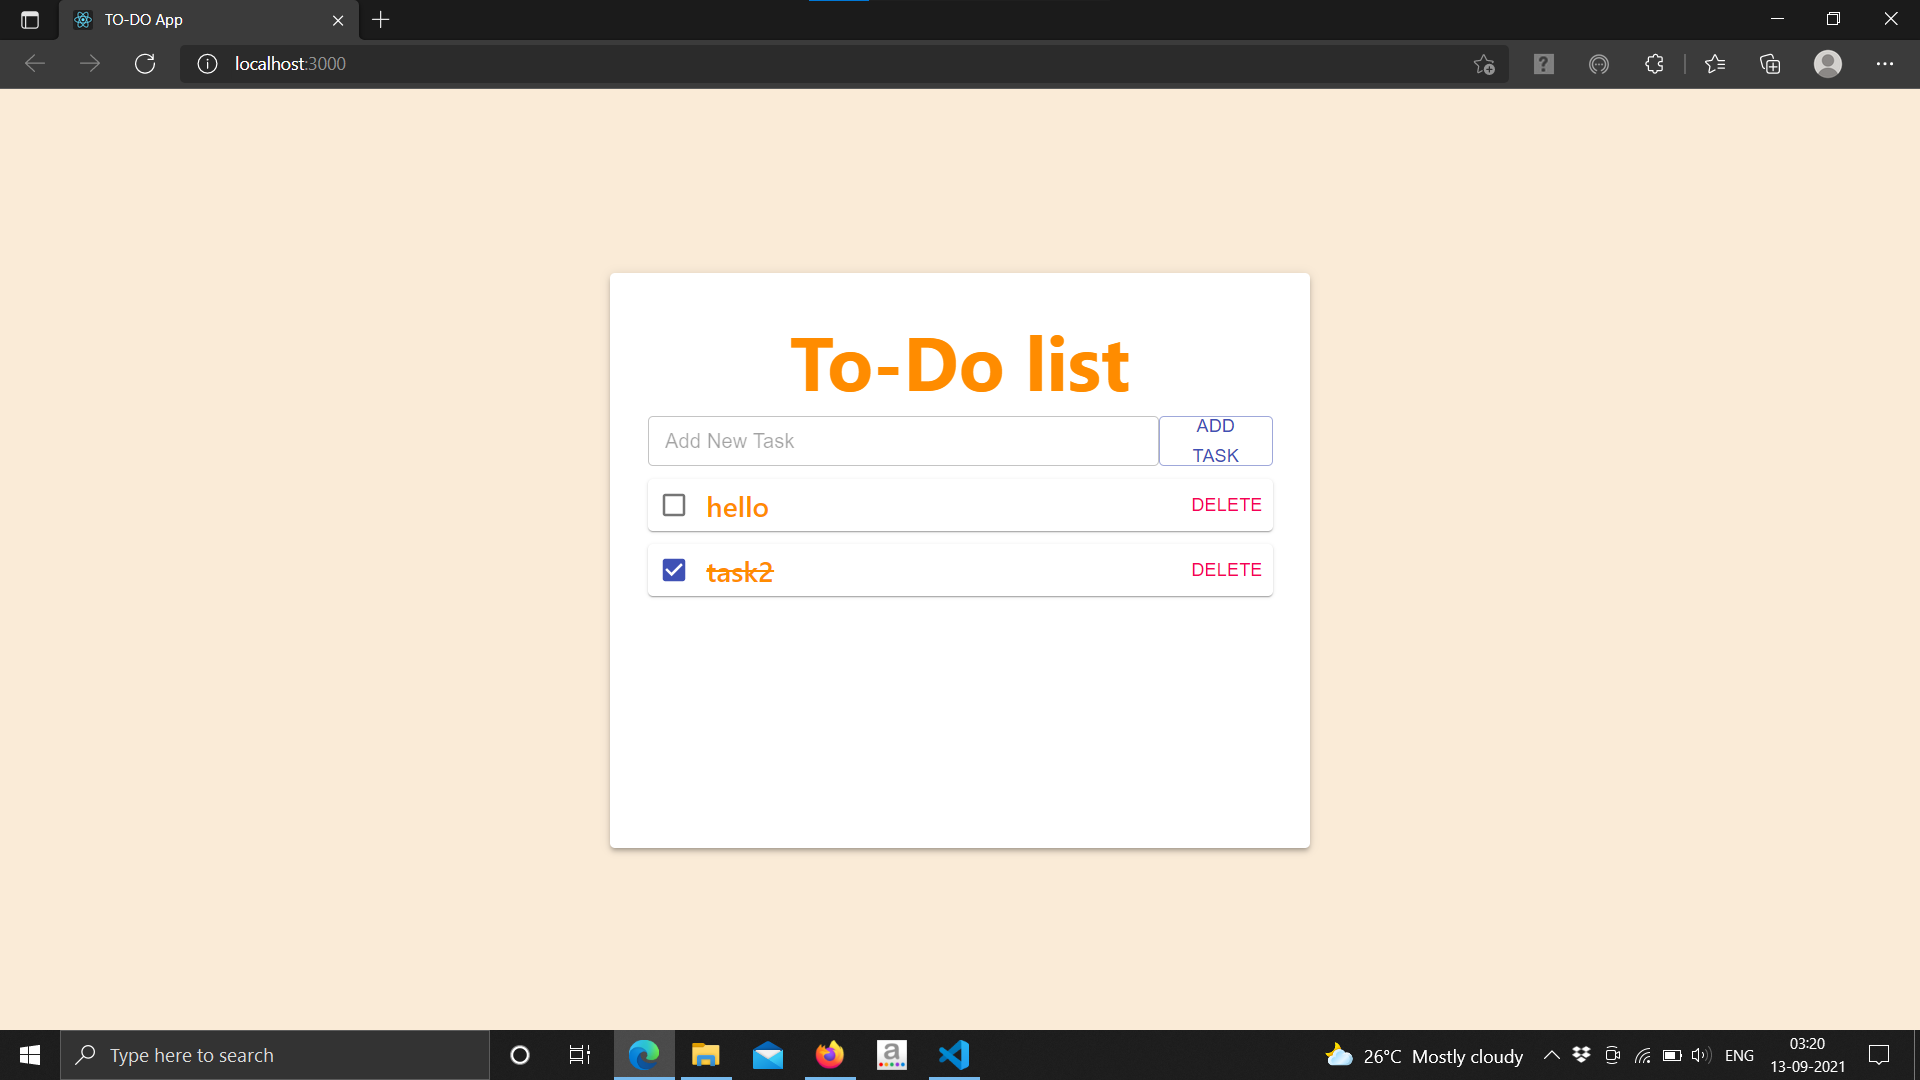 TO-DO App
localhost:3000
To-Do list
Add New Task
ADD
TASK
hello
DELETE
task2
DELETE
Type here to search
26°C Mostly cloudy
ENG
03:20
13-09-2021